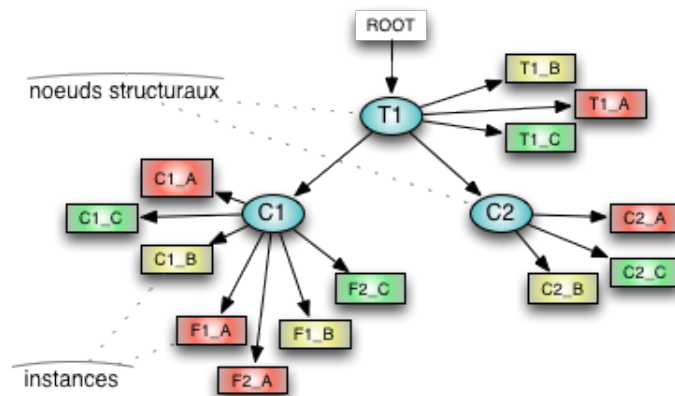 ROOT
T1_B
noeuds structuraux
T1_A
T1
T1_C
C1_A
C1_C
C1
C2
C2_A
C1_B
C2_C
F2_C
C2_B
F1_A
F1_B
instances
F2_A